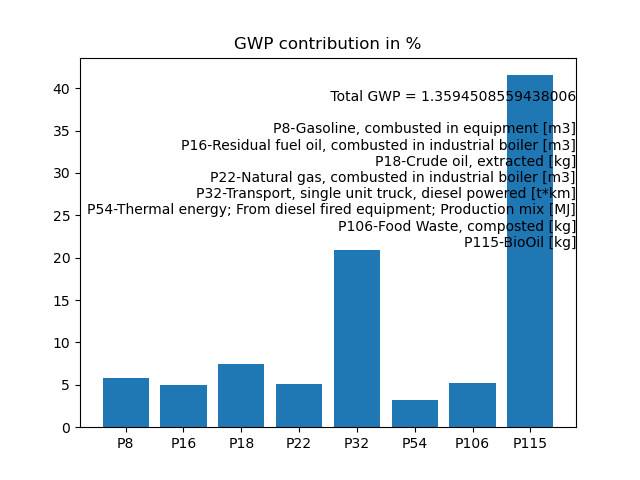 GWP contribution in %
Total GWP = 1.3594508559438006
P8-Gasoline, combusted in equipment [m3]
P16-Residual fuel oil, combusted in industrial boiler [m3]
P18-Crude oil, extracted [kg]
P22-Natural gas, combusted in industrial boiler [m3]
P32-Transport, single unit truck, diesel powered [t*km]
P54-Thermal energy; From diesel fired equipment; Production mix [MJ]
P106-Food Waste, composted [kg]
P115-BioOil [kg]
40
35
30
25
20
15
10
5
0
P8 P16 P18 P22 P32 P54 P106 P115